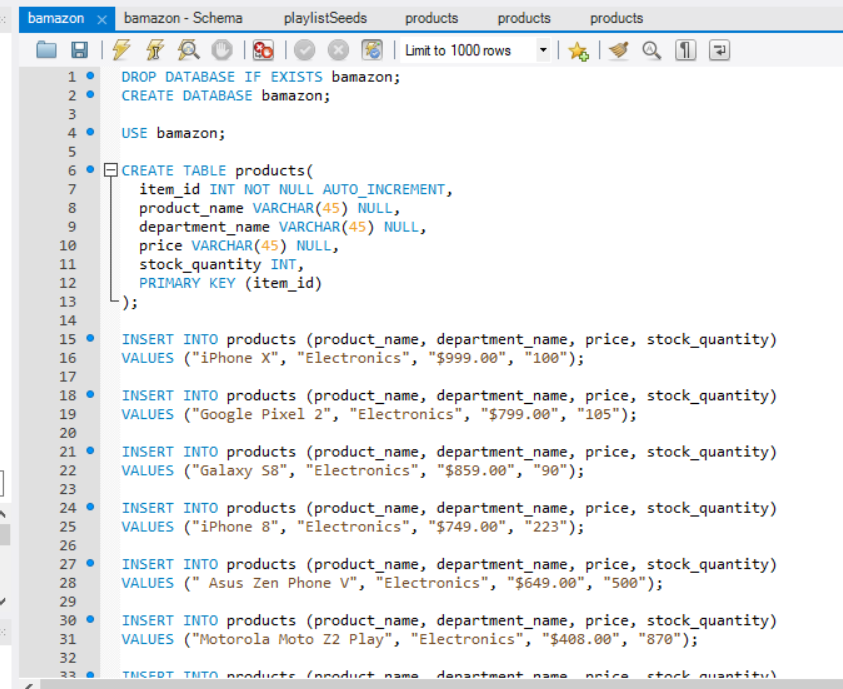 bamazon × bamazon - Schema playlistSeeds products products products
Limit to 1000 rows
1 DROP DATABASE IF EXISTS bamazon;
2 CREATE DATABASE bamazon;
3
4 USE bamazon;
5
6 CREATE TABLE products(
7 item_id INT NOT NULL AUTO_INCREMENT,
8 product_name VARCHAR(45) NULL,
9 department_name VARCHAR(45) NULL,
10 price VARCHAR(45) NULL,
11 stock_quantity INT,
12 PRIMARY KEY (item_id)
13 );
14
15 INSERT INTO products (product_name, department_name, price, stock_quantity)
16 VALUES ("iPhone X", "Electronics", "$999.00", "100");
17
18 INSERT INTO products (product_name, department_name, price, stock_quantity)
19 VALUES ("Google Pixel 2", "Electronics", "$799.00", "105");
20
21 INSERT INTO products (product_name, department_name, price, stock_quantity)
22 VALUES ("Galaxy S8", "Electronics", "$859.00", "90");
23
24 INSERT INTO products (product_name, department_name, price, stock_quantity)
25 VALUES ("iPhone 8", "Electronics", "$749.00", "223");
26
27 INSERT INTO products (product_name, department_name, price, stock_quantity)
28 VALUES (" Asus Zen Phone V", "Electronics", "$649.00", "500");
29
30 INSERT INTO products (product_name, department_name, price, stock_quantity)
31 VALUES ("Motorola Moto Z2 Play", "Electronics", "$408.00", "870");
32
33 INSERT INTO products (product_name, department_name, price, stock_quantity)